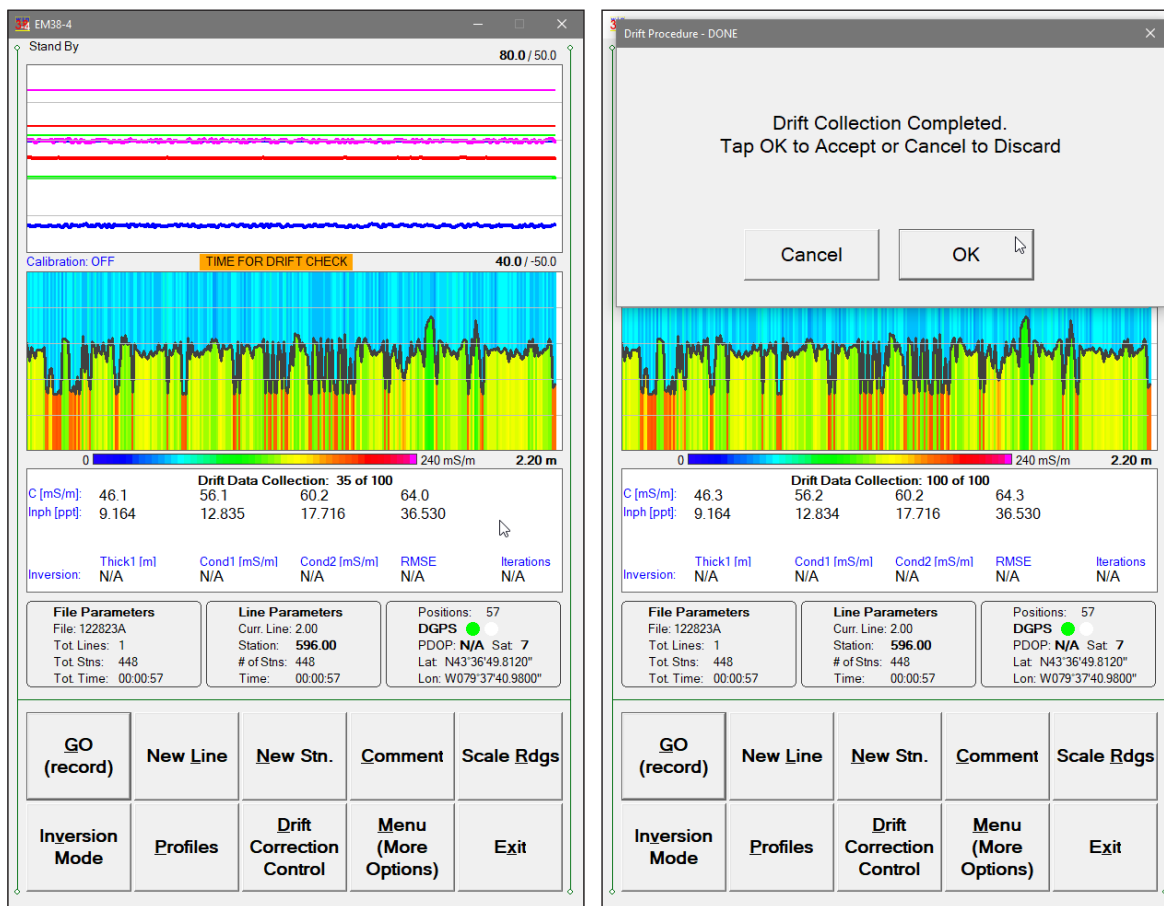 EM38-4
Stand By
80.0 / 50.0
Calibration: OFF
TIME FOR DRIFT CHECK
40.0 / -50.0
0
240 mS/m
2.20 m
Drift Data Collection: 35 of 100
C [mS/m]: 46.1 56.1 60.2 64.0
Inph [ppt]: 9.164 12.835 17.716 36.530
Thick1 [m] Cond1 [mS/m] Cond2 [mS/m] RMSE Iterations
Inversion: N/A N/A N/A N/A N/A
File Parameters
File: 122823A
Tot. Lines: 1
Tot. Stns: 448
Tot. Time: 00:00:57
Line Parameters
Curr. Line: 2.00
Station: 596.00
# of Stns: 448
Time: 00:00:57
Positions: 57
DGPS
PDOP: N/A Sat: 7
Lat: N43°36'49.8120"
Lon: W079°37'40.9800"
GO
(record)
New Line
New Stn.
Comment
Scale Rdgs
Inversion
Mode
Profiles
Drift
Correction
Control
Menu
(More
Options)
Exit
Drift Procedure - DONE
Drift Collection Completed.
Tap OK to Accept or Cancel to Discard
Cancel
OK
0
240 mS/m
2.20 m
Drift Data Collection: 100 of 100
C [mS/m]: 46.3 56.2 60.2 64.3
Inph [ppt]: 9.164 12.834 17.716 36.530
Thick1 [m] Cond1 [mS/m] Cond2 [mS/m] RMSE Iterations
Inversion: N/A N/A N/A N/A N/A
File Parameters
File: 122823A
Tot. Lines: 1
Tot. Stns: 448
Tot. Time: 00:00:57
Line Parameters
Curr. Line: 2.00
Station: 596.00
# of Stns: 448
Time: 00:00:57
Positions: 57
DGPS
PDOP: N/A Sat: 7
Lat: N43°36'49.8120"
Lon: W079°37'40.9800"
GO
(record)
New Line
New Stn.
Comment
Scale Rdgs
Inversion
Mode
Profiles
Drift
Correction
Control
Menu
(More
Options)
Exit